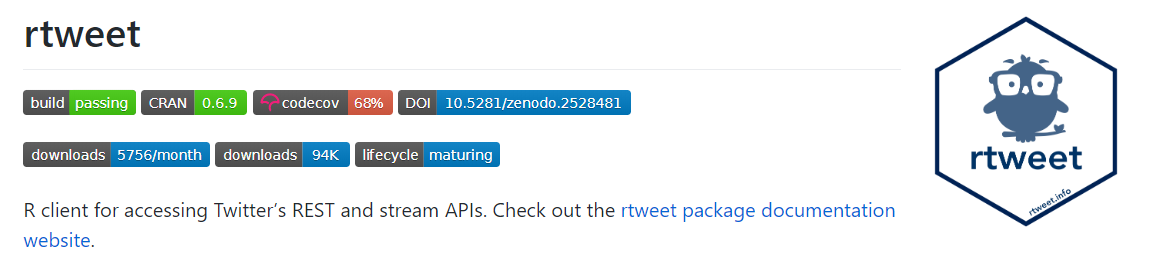 rtweet
build passing CRAN 0.6.9 codecov 68% DOI 10.5281/zenodo.2528481
downloads 5756/month downloads 94K lifecycle maturing
R client for accessing Twitter’s REST and stream APIs. Check out the rtweet package documentation
website.
rtweet
rtweet.info